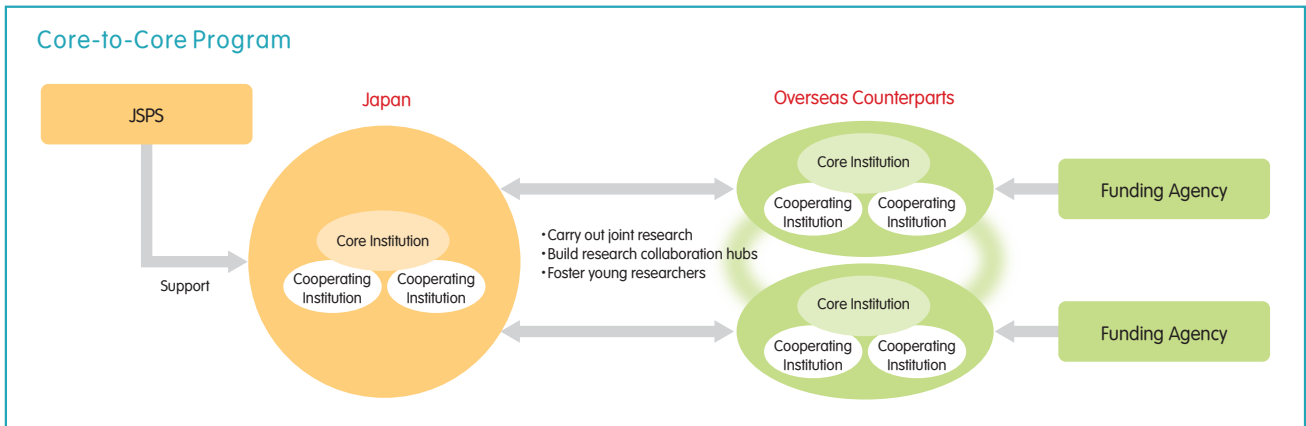 Core-to-Core Program
JSPS
Support
Japan
Core Institution
Cooperating
Institution
Cooperating
Institution
・Carry out joint research
・Build research collaboration hubs
・Foster young researchers
Overseas Counterparts
Core Institution
Cooperating
Institution
Cooperating
Institution
Funding Agency
Core Institution
Cooperating
Institution
Cooperating
Institution
Funding Agency